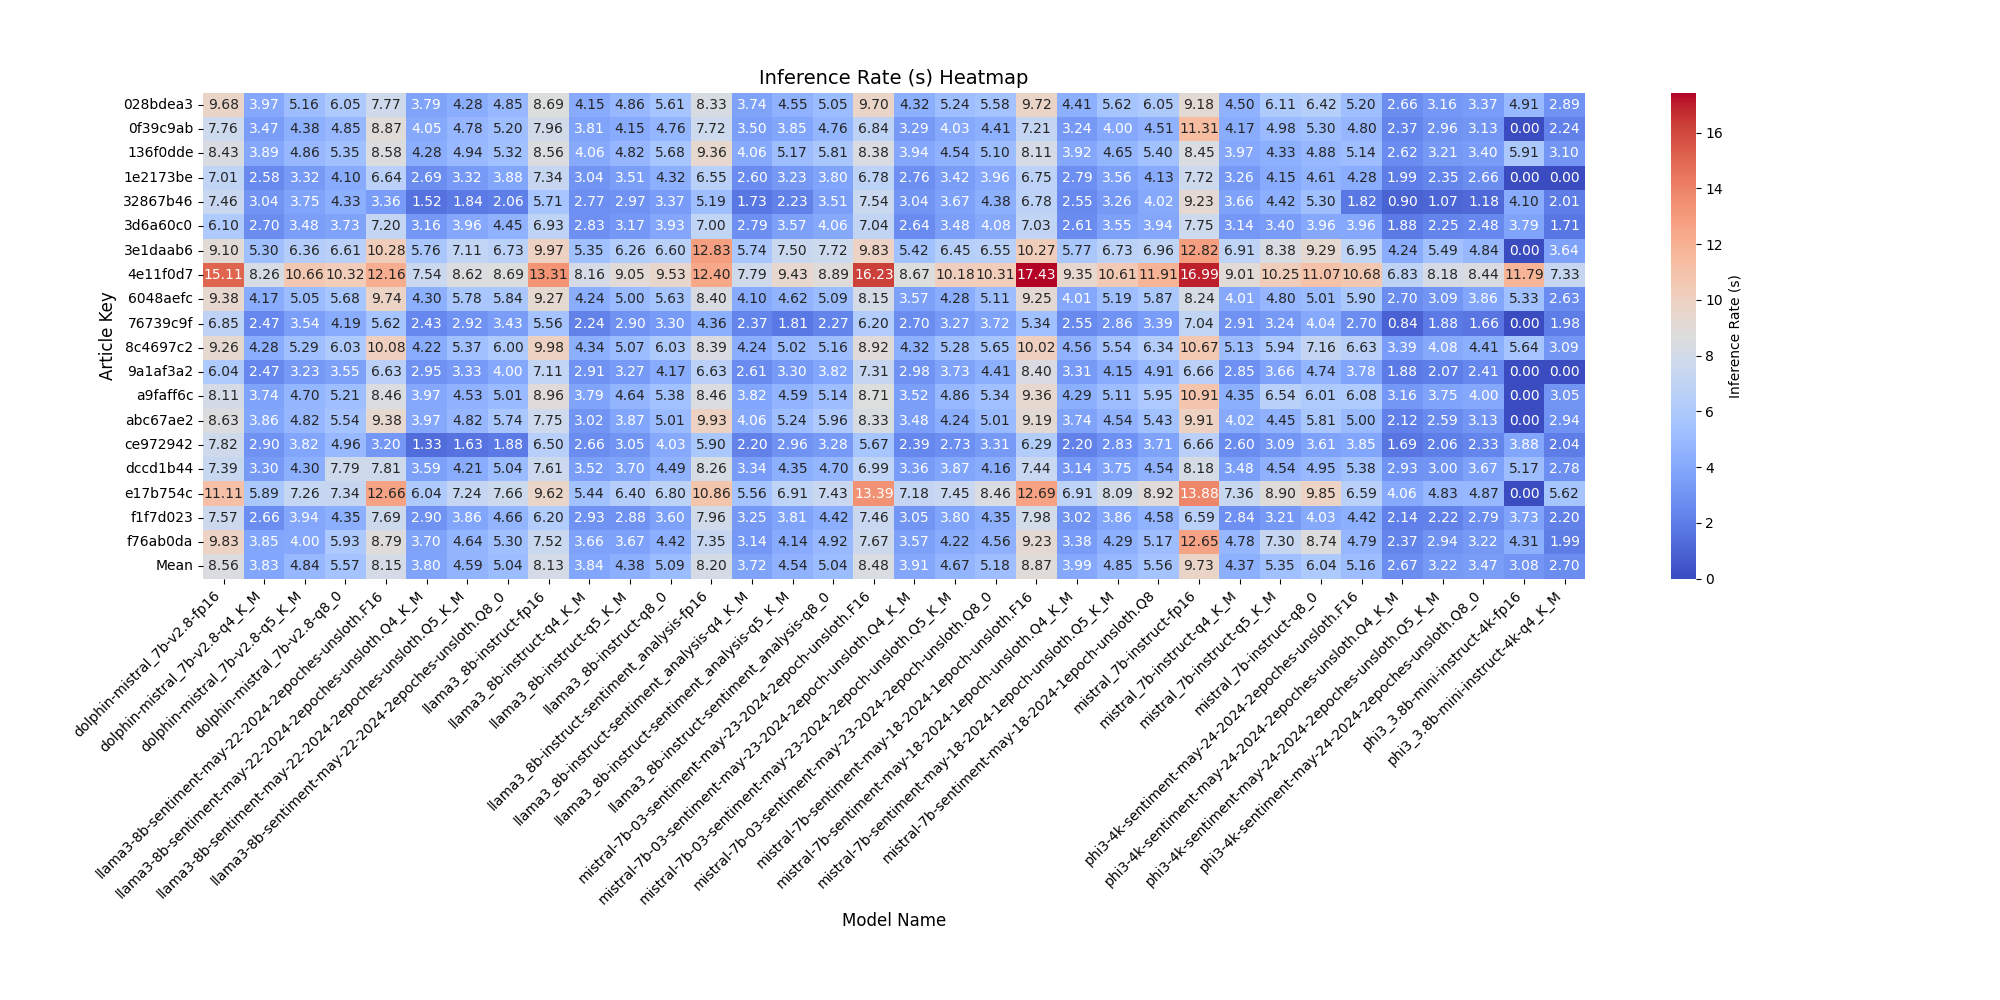 Inference Rate (s) Heatmap
028bdea3 9.68 3.97 5.16 6.05 7.77 3.79 4.28 4.85 8.69 4.15 4.86 5.61 8.33 3.74 4.55 5.05 9.70 4.32 5.24 5.58 9.72 4.41 5.62 6.05 9.18 4.50 6.11 6.42 5.20 2.66 3.16 3.37 4.91 2.89
0f39c9ab 7.76 3.47 4.38 4.85 8.87 4.05 4.78 5.20 7.96 3.81 4.15 4.76 7.72 3.50 3.85 4.76 6.84 3.29 4.03 4.41 7.21 3.24 4.00 4.51 11.31 4.17 4.98 5.30 4.80 2.37 2.96 3.13 0.00 2.24
136f0dde 8.43 3.89 4.86 5.35 8.58 4.28 4.94 5.32 8.56 4.06 4.82 5.68 9.36 4.06 5.17 5.81 8.38 3.94 4.54 5.10 8.11 3.92 4.65 5.40 8.45 3.97 4.33 4.88 5.14 2.62 3.21 3.40 5.91 3.10
1e2173be 7.01 2.58 3.32 4.10 6.64 2.69 3.32 3.88 7.34 3.04 3.51 4.32 6.55 2.60 3.23 3.80 6.78 2.76 3.42 3.96 6.75 2.79 3.56 4.13 7.72 3.26 4.15 4.61 4.28 1.99 2.35 2.66 0.00 0.00
32867b46 7.46 3.04 3.75 4.33 3.36 1.52 1.84 2.06 5.71 2.77 2.97 3.37 5.19 1.73 2.23 3.51 7.54 3.04 3.67 4.38 6.78 2.55 3.26 4.02 9.23 3.66 4.42 5.30 1.82 0.90 1.07 1.18 4.10 2.01
3d6a60c0 6.10 2.70 3.48 3.73 7.20 3.16 3.96 4.45 6.93 2.83 3.17 3.93 7.00 2.79 3.57 4.06 7.04 2.64 3.48 4.08 7.03 2.61 3.55 3.94 7.75 3.14 3.40 3.96 3.96 1.88 2.25 2.48 3.79 1.71
3e1daab6 9.10 5.30 6.36 6.61 10.28 5.76 7.11 6.73 9.97 5.35 6.26 6.60 12.83 5.74 7.50 7.72 9.83 5.42 6.45 6.55 10.27 5.77 6.73 6.96 12.82 6.91 8.38 9.29 6.95 4.24 5.49 4.84 0.00 3.64
4e11f0d7 15.11 8.26 10.66 10.32 12.16 7.54 8.62 8.69 13.31 8.16 9.05 9.53 12.40 7.79 9.43 8.89 16.23 8.67 10.18 10.31 17.43 9.35 10.61 11.91 16.99 9.01 10.25 11.07 10.68 6.83 8.18 8.44 11.79 7.33
6048aefc 9.38 4.17 5.05 5.68 9.74 4.30 5.78 5.84 9.27 4.24 5.00 5.63 8.40 4.10 4.62 5.09 8.15 3.57 4.28 5.11 9.25 4.01 5.19 5.87 8.24 4.01 4.80 5.01 5.90 2.70 3.09 3.86 5.33 2.63
76739c9f 6.85 2.47 3.54 4.19 5.62 2.43 2.92 3.43 5.56 2.24 2.90 3.30 4.36 2.37 1.81 2.27 6.20 2.70 3.27 3.72 5.34 2.55 2.86 3.39 7.04 2.91 3.24 4.04 2.70 0.84 1.88 1.66 0.00 1.98
8c4697c2 9.26 4.28 5.29 6.03 10.08 4.22 5.37 6.00 9.98 4.34 5.07 6.03 8.39 4.24 5.02 5.16 8.92 4.32 5.28 5.65 10.02 4.56 5.54 6.34 10.67 5.13 5.94 7.16 6.63 3.39 4.08 4.41 5.64 3.09
9a1af3a2 6.04 2.47 3.23 3.55 6.63 2.95 3.33 4.00 7.11 2.91 3.27 4.17 6.63 2.61 3.30 3.82 7.31 2.98 3.73 4.41 8.40 3.31 4.15 4.91 6.66 2.85 3.66 4.74 3.78 1.88 2.07 2.41 0.00 0.00
a9faff6c 8.11 3.74 4.70 5.21 8.46 3.97 4.53 5.01 8.96 3.79 4.64 5.38 8.46 3.82 4.59 5.14 8.71 3.52 4.86 5.34 9.36 4.29 5.11 5.95 10.91 4.35 6.54 6.01 6.08 3.16 3.75 4.00 0.00 3.05
abc67ae2 8.63 3.86 4.82 5.54 9.38 3.97 4.82 5.74 7.75 3.02 3.87 5.01 9.93 4.06 5.24 5.96 8.33 3.48 4.24 5.01 9.19 3.74 4.54 5.43 9.91 4.02 4.45 5.81 5.00 2.12 2.59 3.13 0.00 2.94
ce972942 7.82 2.90 3.82 4.96 3.20 1.33 1.63 1.88 6.50 2.66 3.05 4.03 5.90 2.20 2.96 3.28 5.67 2.39 2.73 3.31 6.29 2.20 2.83 3.71 6.66 2.60 3.09 3.61 3.85 1.69 2.06 2.33 3.88 2.04
dccd1b44 7.39 3.30 4.30 7.79 7.81 3.59 4.21 5.04 7.61 3.52 3.70 4.49 8.26 3.34 4.35 4.70 6.99 3.36 3.87 4.16 7.44 3.14 3.75 4.54 8.18 3.48 4.54 4.95 5.38 2.93 3.00 3.67 5.17 2.78
e17b754c 11.11 5.89 7.26 7.34 12.66 6.04 7.24 7.66 9.62 5.44 6.40 6.80 10.86 5.56 6.91 7.43 13.39 7.18 7.45 8.46 12.69 6.91 8.09 8.92 13.88 7.36 8.90 9.85 6.59 4.06 4.83 4.87 0.00 5.62
f1f7d023 7.57 2.66 3.94 4.35 7.69 2.90 3.86 4.66 6.20 2.93 2.88 3.60 7.96 3.25 3.81 4.42 7.46 3.05 3.80 4.35 7.98 3.02 3.86 4.58 6.59 2.84 3.21 4.03 4.42 2.14 2.22 2.79 3.73 2.20
f76ab0da 9.83 3.85 4.00 5.93 8.79 3.70 4.64 5.30 7.52 3.66 3.67 4.42 7.35 3.14 4.14 4.92 7.67 3.57 4.22 4.56 9.23 3.38 4.29 5.17 12.65 4.78 7.30 8.74 4.79 2.37 2.94 3.22 4.31 1.99
Mean 8.56 3.83 4.84 5.57 8.15 3.80 4.59 5.04 8.13 3.84 4.38 5.09 8.20 3.72 4.54 5.04 8.48 3.91 4.67 5.18 8.87 3.99 4.85 5.56 9.73 4.37 5.35 6.04 5.16 2.67 3.22 3.47 3.08 2.70
Article Key
dolphin-mistral_7b-v2.8-fp16
dolphin-mistral_7b-v2.8-q4_K_M
dolphin-mistral_7b-v2.8-q5_K_M
dolphin-mistral_7b-v2.8-q8_0
llama3-8b-sentiment-may-22-2024-2epoches-unsloth.F16
llama3-8b-sentiment-may-22-2024-2epoches-unsloth.Q4_K_M
llama3-8b-sentiment-may-22-2024-2epoches-unsloth.Q5_K_M
llama3-8b-sentiment-may-22-2024-2epoches-unsloth.Q8_0
llama3_8b-instruct-fp16
llama3_8b-instruct-q4_K_M
llama3_8b-instruct-q5_K_M
llama3_8b-instruct-q8_0
llama3_8b-instruct-sentiment_analysis-fp16
llama3_8b-instruct-sentiment_analysis-q4_K_M
llama3_8b-instruct-sentiment_analysis-q5_K_M
llama3_8b-instruct-sentiment_analysis-q8_0
mistral-7b-03-sentiment-may-23-2024-2epoch-unsloth.F16
mistral-7b-03-sentiment-may-23-2024-2epoch-unsloth.Q4_K_M
mistral-7b-03-sentiment-may-23-2024-2epoch-unsloth.Q5_K_M
mistral-7b-03-sentiment-may-23-2024-2epoch-unsloth.Q8_0
mistral-7b-sentiment-may-18-2024-1epoch-unsloth.F16
mistral-7b-sentiment-may-18-2024-1epoch-unsloth.Q4_K_M
mistral-7b-sentiment-may-18-2024-1epoch-unsloth.Q5_K_M
mistral-7b-sentiment-may-18-2024-1epoch-unsloth.Q8
mistral_7b-instruct-fp16
mistral_7b-instruct-q4_K_M
mistral_7b-instruct-q5_K_M
mistral_7b-instruct-q8_0
phi3-4k-sentiment-may-24-2024-2epoches-unsloth.F16
phi3-4k-sentiment-may-24-2024-2epoches-unsloth.Q4_K_M
phi3-4k-sentiment-may-24-2024-2epoches-unsloth.Q5_K_M
phi3-4k-sentiment-may-24-2024-2epoches-unsloth.Q8_0
phi3_3.8b-mini-instruct-4k-fp16
phi3_3.8b-mini-instruct-4k-q4_K_M
Model Name
16
14
12
10
8
6
4
2
0
Inference Rate (s)